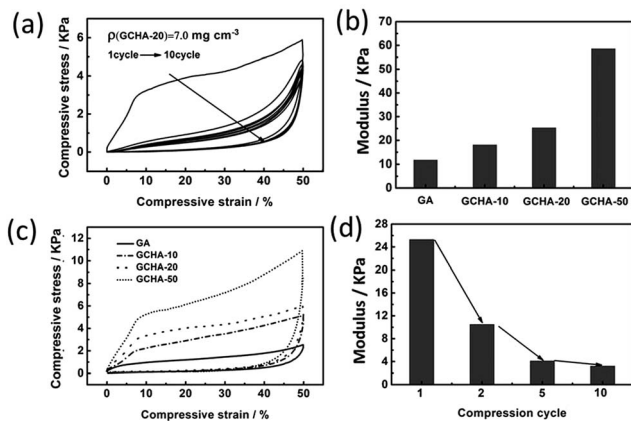 (a)
Compressive stress / KPa
6
4
2
0
ρ(GCHA-20)=7.0 mg cm-3
1cycle 10cycle
0 10 20 30 40 50
Compressive strain / %
(b)
Modulus / KPa
70
60
50
40
30
20
10
0
GA GCHA-10 GCHA-20 GCHA-50
(c)
Compressive stress / KPa
12
10
8
6
4
2
0
GA
GCHA-10
GCHA-20
GCHA-50
0 10 20 30 40 50
Compressive strain / %
(d)
Modulus / KPa
28
24
20
16
12
8
4
0
1 2 5 10
Compression cycle